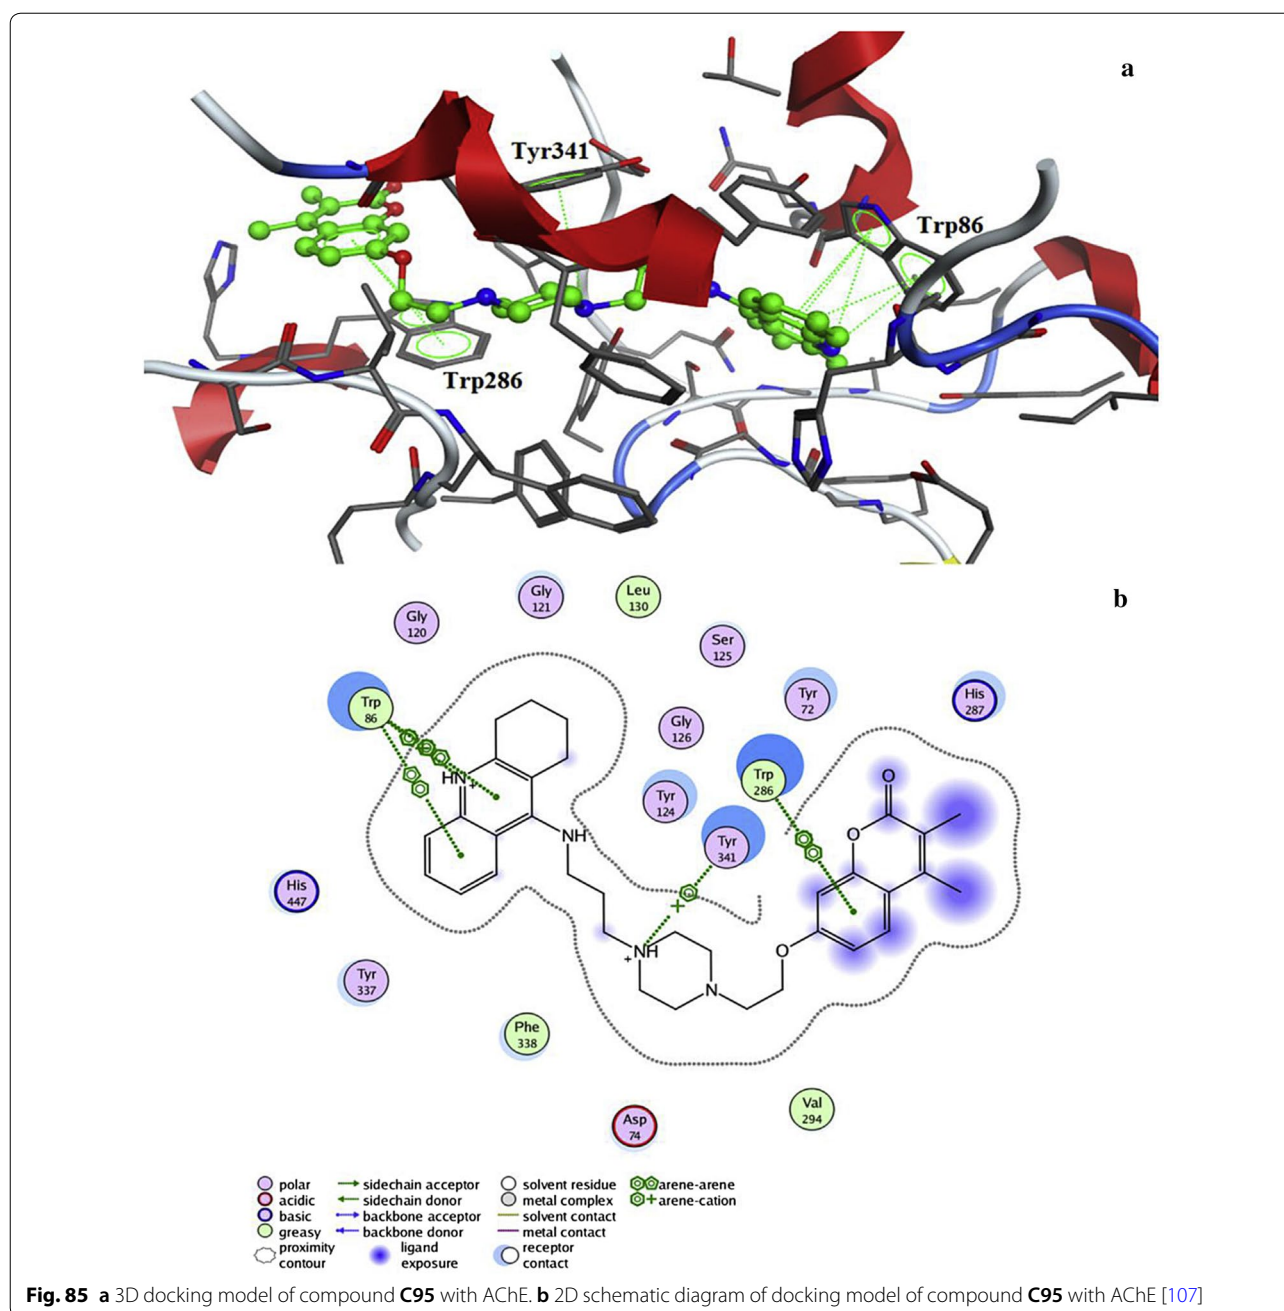 a
Tyr341
Trp86
Trp286
b
Gly
120
Gly
121
Leu
130
Ser
125
Trp
86
Tyr
72
His
287
Gly
126
Trp
286
Tyr
124
Tyr
341
HN
+
NH
O
O
His
447
NH
+
N
O
Tyr
337
Phe
338
Asp
74
Val
294
polar
acidic
basic
greasy
proximity
contour
sidechain acceptor
sidechain donor
backbone acceptor
backbone donor
ligand
exposure
solvent residue
metal complex
solvent contact
metal contact
receptor
contact
arene-arene
arene-cation
Fig. 85 a 3D docking model of compound C95 with AChE. b 2D schematic diagram of docking model of compound C95 with AChE [107]